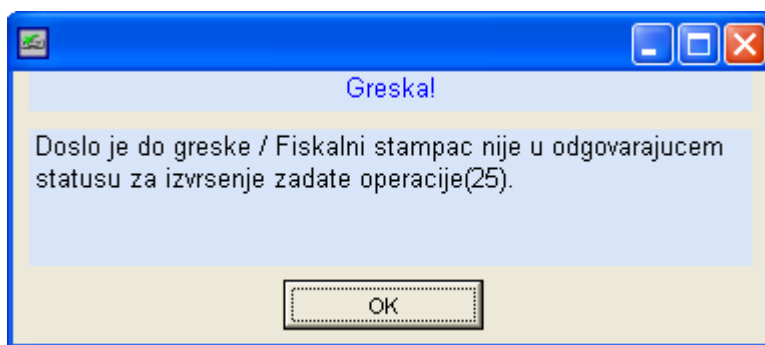 Greska!
Doslo je do greske / Fiskalni stampac nije u odgovarajucem
statusu za izvrsenje zadate operacije(25).
OK